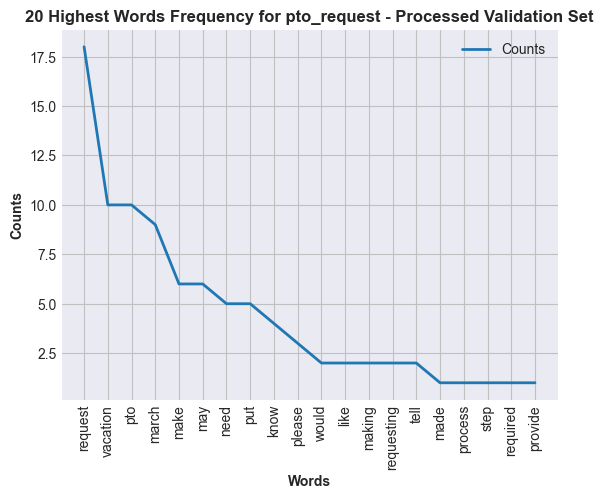 20 Highest Words Frequency for pto_request - Processed Validation Set
Counts
17.5
15.0
12.5
10.0
7.5
5.0
2.5
Counts
request
vacation
pto
march
make
may
need
put
know
please
would
like
making
requesting
tell
made
process
step
required
provide
Words